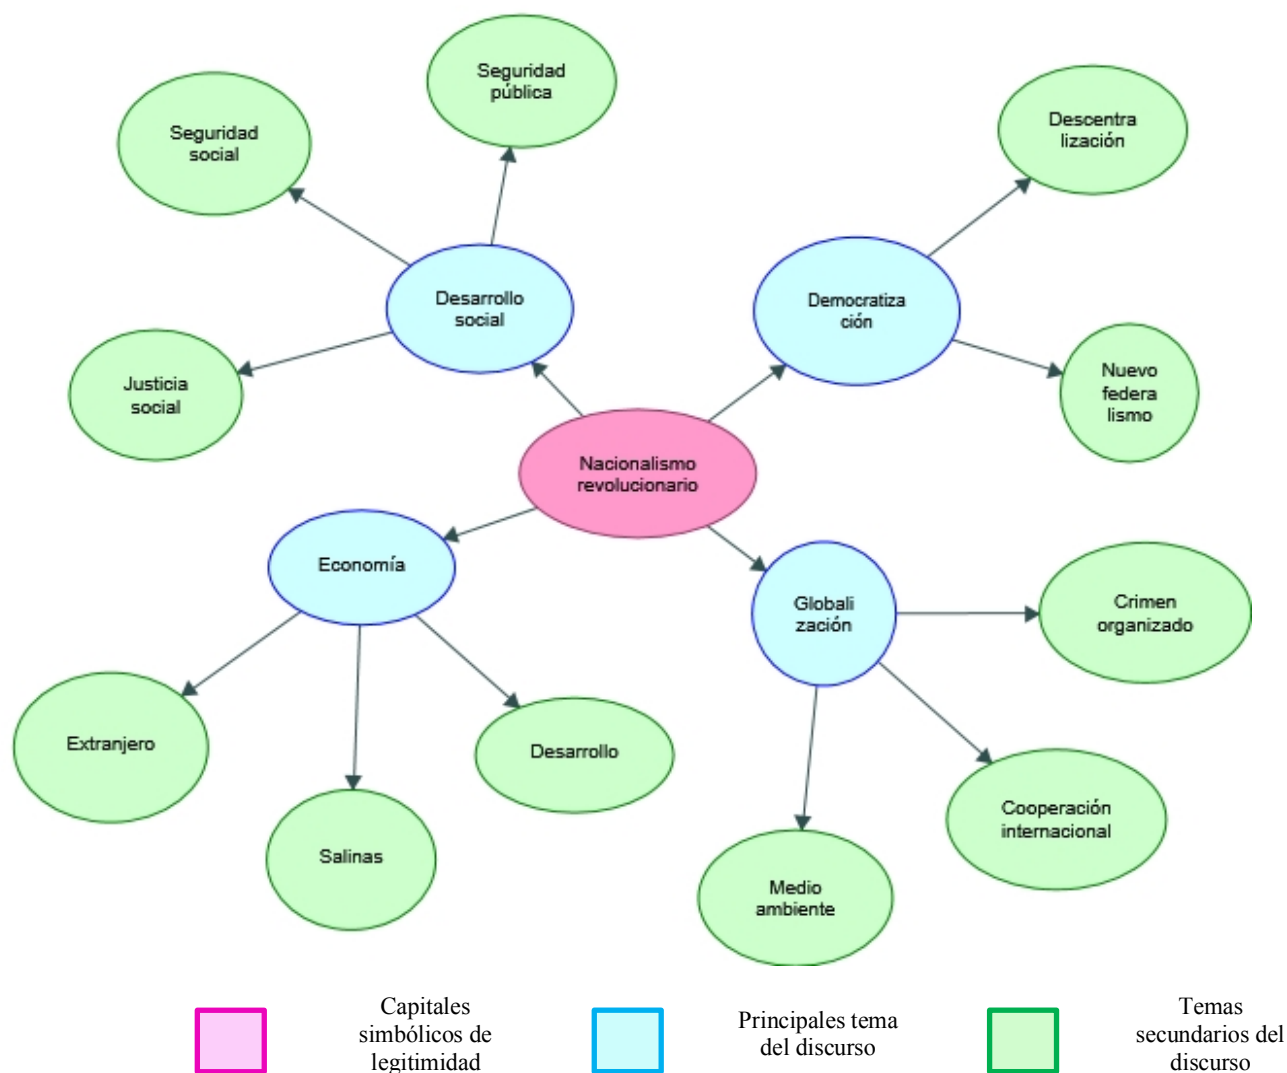 Seguridad
pública
Seguridad
social
Descentra
lización
Desarrollo
social
Democratiza
ción
Justicia
social
Nuevo
federa
lismo
Nacionalismo
revolucionario
Economía
Globali
zación
Crimen
organizado
Extranjero
Desarrollo
Salinas
Cooperación
internacional
Medio
ambiente
Capitales
simbólicos de
legitimidad
Principales tema
del discurso
Temas
secundarios del
discurso